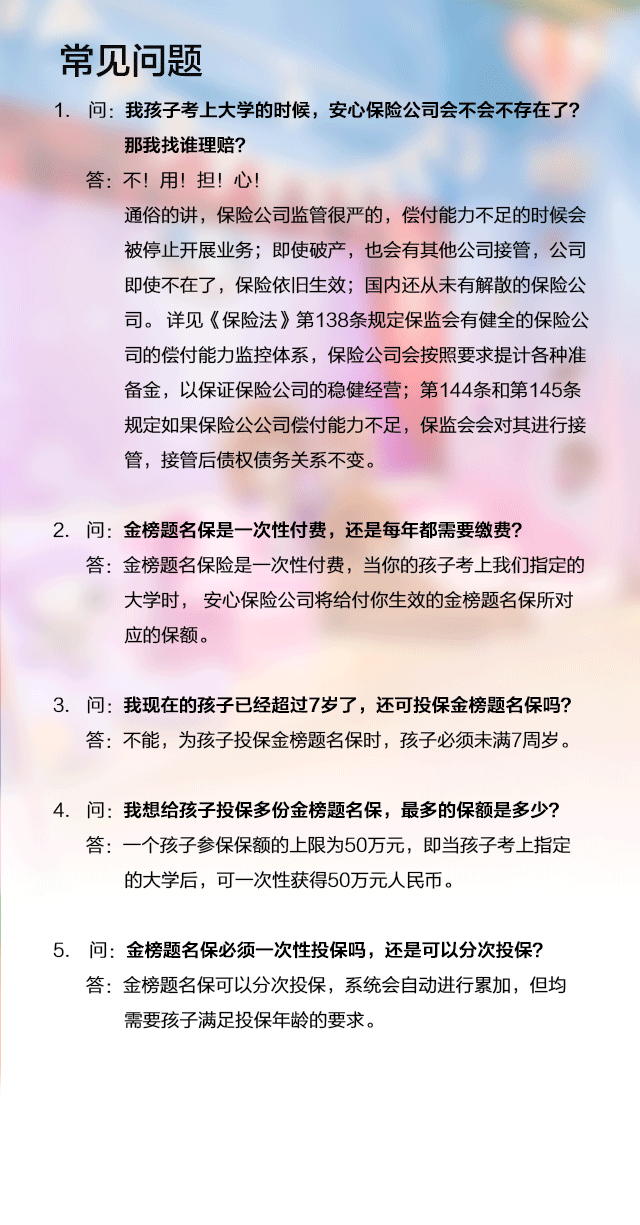 常见问题
1. 问：我孩子考上大学的时候，安心保险公司会不会不存在了？
那我找谁理赔？
答：不！用！担！心！
通俗的讲，保险公司监管很严的，偿付能力不足的时候会
被停止开展业务；即使破产，也会有其他公司接管，公司
即使不在了，保险依旧生效；国内还从未有解散的保险公
司。详见《保险法》第138条规定保监会有健全的保险公
司的偿付能力监控体系，保险公司会按照要求提计各种准
备金，以保证保险公司的稳健经营；第144条和第145条
规定如果保险公公司偿付能力不足，保监会会对其进行接
管，接管后债权债务关系不变。
2. 问：金榜题名保是一次性付费，还是每年都需要缴费？
答：金榜题名保险是一次性付费，当你的孩子考上我们指定的
大学时， 安心保险公司将给付你生效的金榜题名保所对
应的保额。
3. 问：我现在的孩子已经超过7岁了，还可投保金榜题名保吗？
答：不能，为孩子投保金榜题名保时，孩子必须未满7周岁。
4. 问：我想给孩子投保多份金榜题名保，最多的保额是多少？
答：一个孩子参保保额的上限为50万元，即当孩子考上指定
的大学后，可一次性获得50万元人民币。
5. 问：金榜题名保必须一次性投保吗，还是可以分次投保？
答：金榜题名保可以分次投保，系统会自动进行累加，但均
需要孩子满足投保年龄的要求。